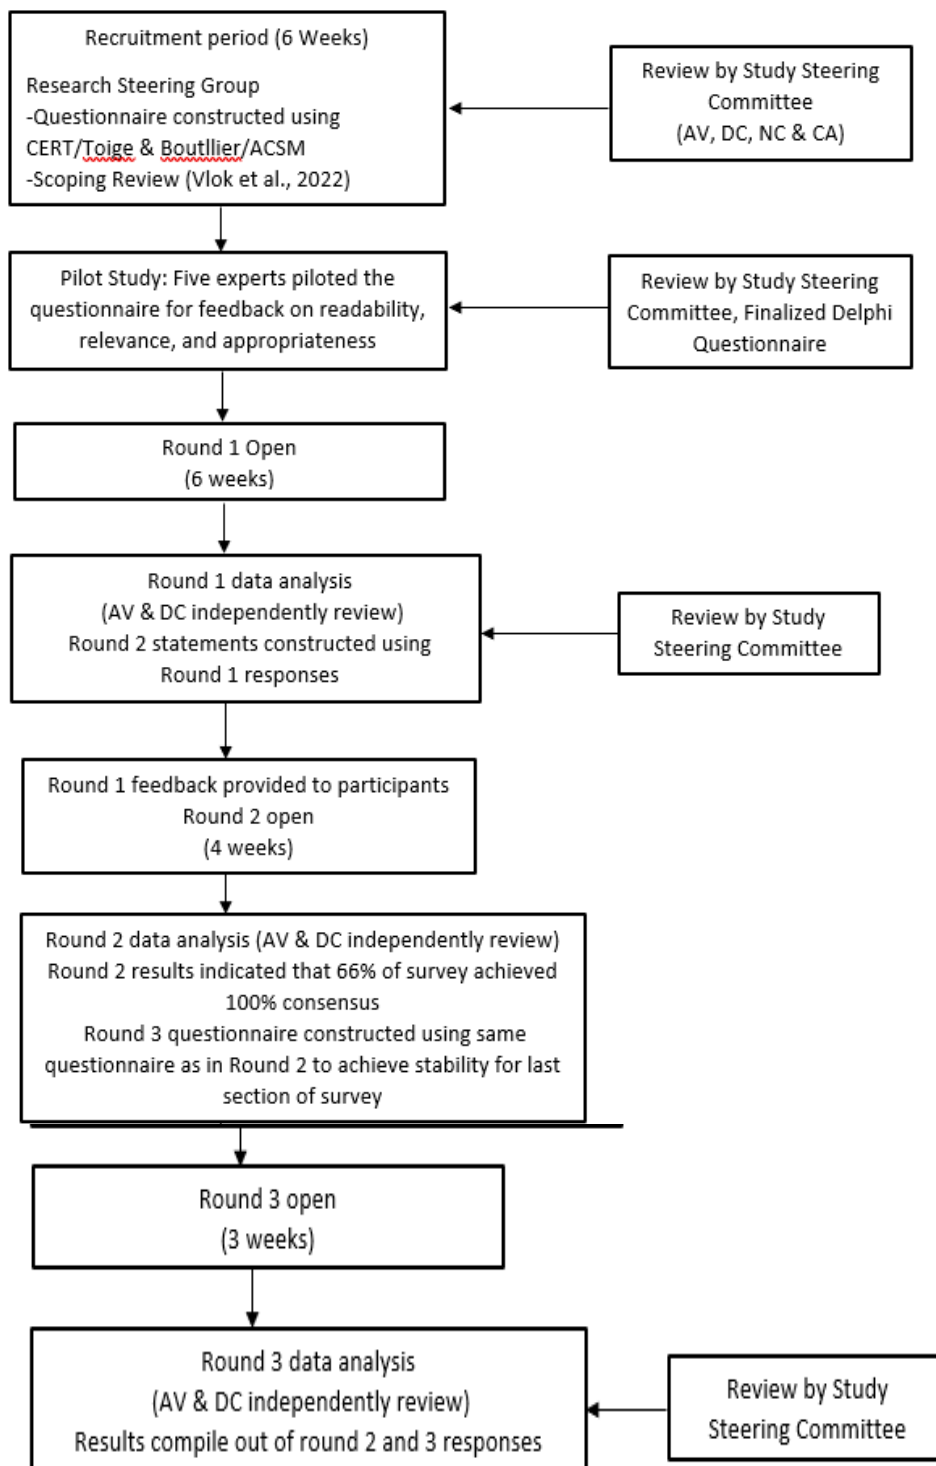 Recruitment period (6 Weeks)
Research Steering Group
-Questionnaire constructed using
CERT/Toige & Boutllier/ACSM
-Scoping Review (Vlok et al., 2022)
Review by Study Steering
Committee
(AV, DC, NC & CA)
Pilot Study: Five experts piloted the
questionnaire for feedback on readability,
relevance, and appropriateness
Review by Study Steering
Committee, Finalized Delphi
Questionnaire
Round 1 Open
(6 weeks)
Round 1 data analysis
(AV & DC independently review)
Round 2 statements constructed using
Round 1 responses
Review by Study
Steering Committee
Round 1 feedback provided to participants
Round 2 open
(4 weeks)
Round 2 data analysis (AV & DC independently review)
Round 2 results indicated that 66% of survey achieved
100% consensus
Round 3 questionnaire constructed using same
questionnaire as in Round 2 to achieve stability for last
section of survey
Round 3 open
(3 weeks)
Round 3 data analysis
(AV & DC independently review)
Results compile out of round 2 and 3 responses
Review by Study
Steering Committee